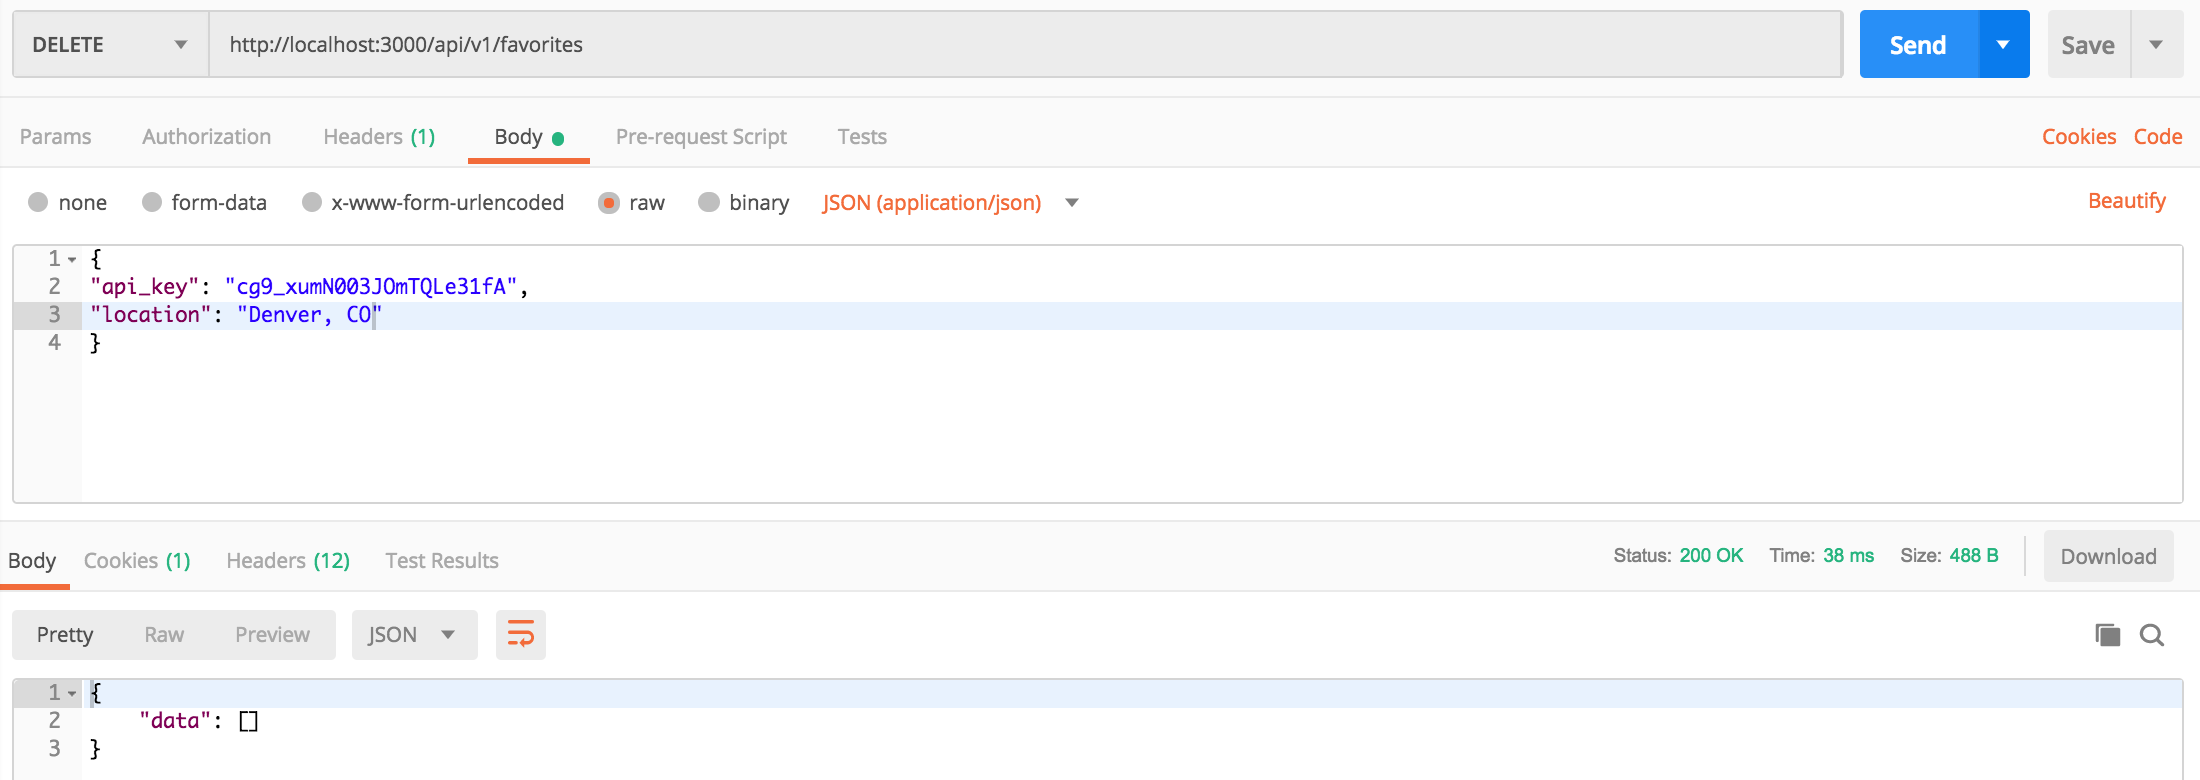 DELETE http://localhost:3000/api/v1/favorites Send Save
Params Authorization Headers (1) Body Pre-request Script Tests Cookies Code
none form-data x-www-form-urlencoded raw binary JSON (application/json) Beautify
1 {
2 "api_key": "cg9_xumN003JOmTQLe31fA",
3 "location": "Denver, CO"
4 }
Body Cookies (1) Headers (12) Test Results Status: 200 OK Time: 38 ms Size: 488 B Download
Pretty Raw Preview JSON
1 {
2 "data": []
3 }